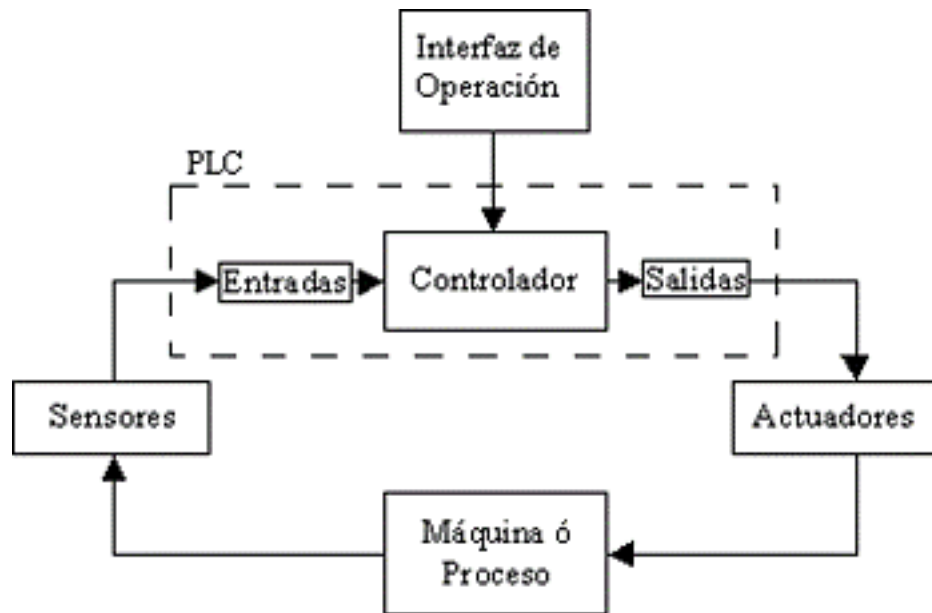 Interfaz de
Operación
PLC
Entradas
Controlador
Salidas
Sensores
Actuadores
Máquina ó
Proceso